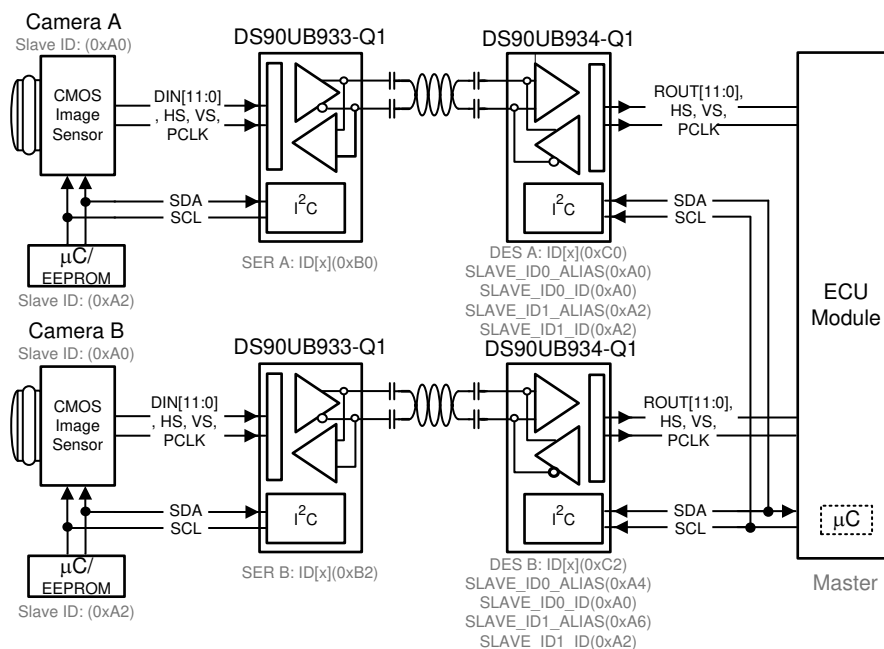 Camera A
Slave ID: (0xA0)
CMOS
Image
Sensor
DIN[11:0]
, HS, VS,
PCLK
SDA
SCL
µC/
EEPROM
Slave ID: (0xA2)
DS90UB933-Q1
I2C
SER A: ID[x](0xB0)
DS90UB934-Q1
I2C
DES A: ID[x](0xC0)
SLAVE_ID0_ALIAS(0xA0)
SLAVE_ID0_ID(0xA0)
SLAVE_ID1_ALIAS(0xA2)
SLAVE_ID1_ID(0xA2)
ROUT[11:0],
HS, VS,
PCLK
SDA
SCL
ECU
Module
Camera B
Slave ID: (0xA0)
CMOS
Image
Sensor
DIN[11:0]
, HS, VS,
PCLK
SDA
SCL
µC/
EEPROM
Slave ID: (0xA2)
DS90UB933-Q1
I2C
SER B: ID[x](0xB2)
DS90UB934-Q1
I2C
DES B: ID[x](0xC2)
SLAVE_ID0_ALIAS(0xA4)
SLAVE_ID0_ID(0xA0)
SLAVE_ID1_ALIAS(0xA6)
SLAVE_ID1_ID(0xA2)
ROUT[11:0],
HS, VS,
PCLK
SDA
SCL
µC
Master